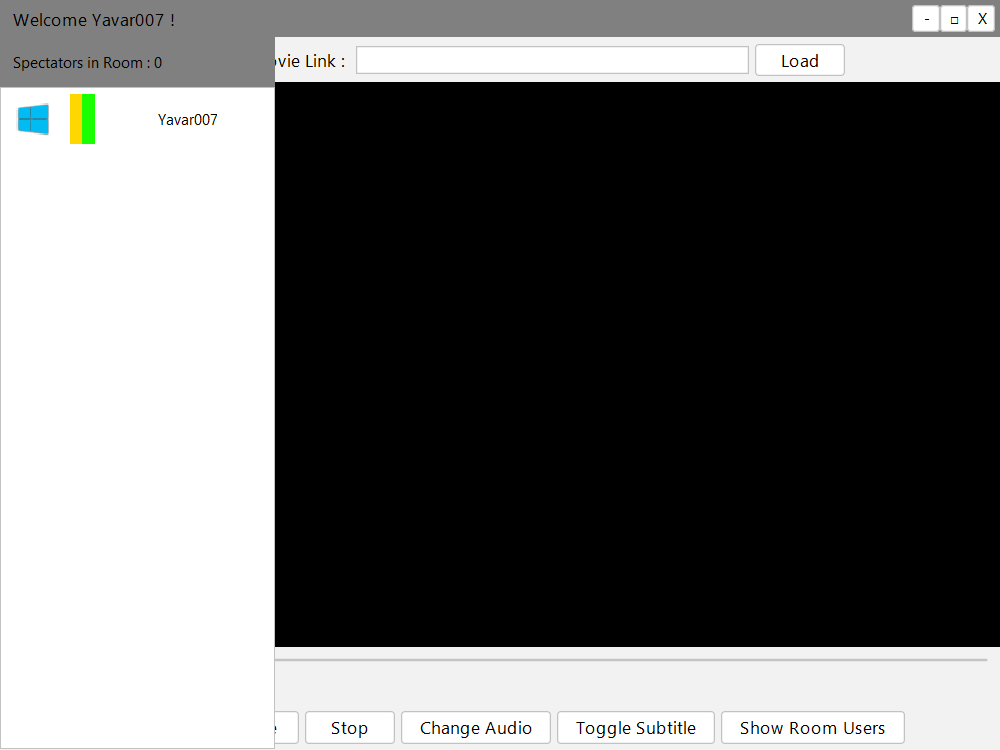 Welcome Yavar007 !
- □ X
Spectators in Room : 0
ovie Link :
Load
Yavar007
Stop
Change Audio
Toggle Subtitle
Show Room Users